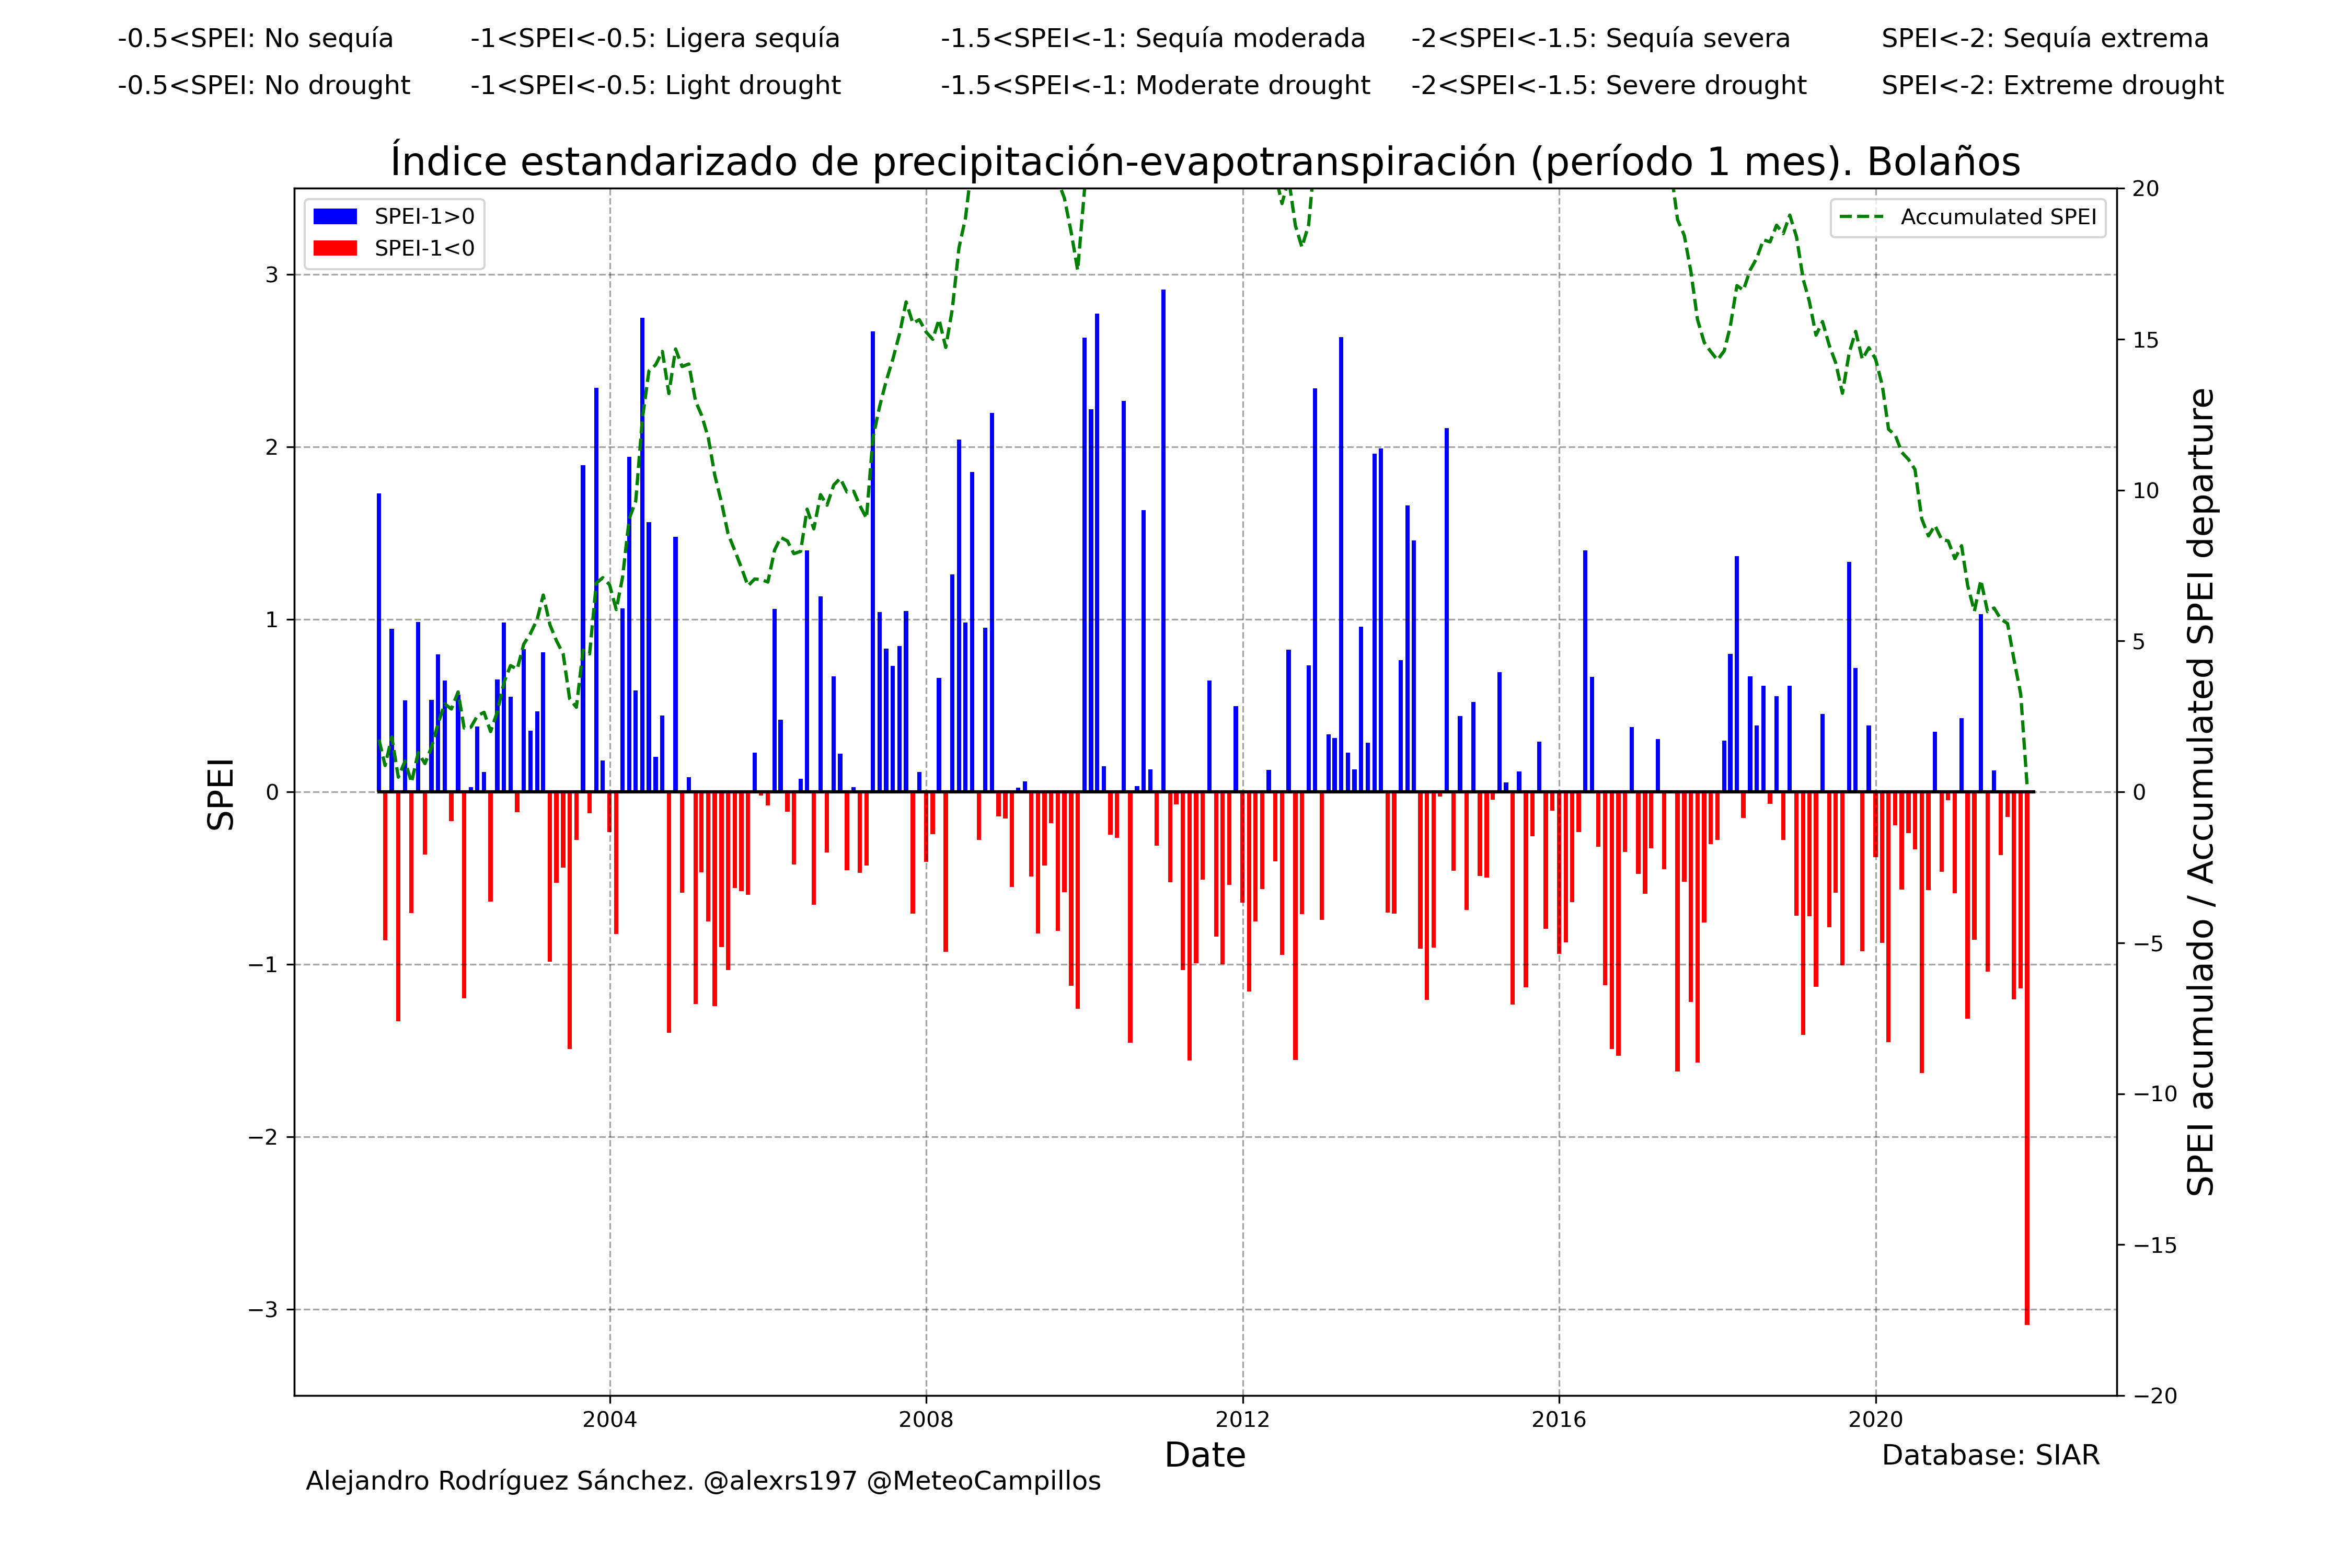 -0.5<SPEI: No sequía -1<SPEI<-0.5: Ligera sequía -1.5<SPEI<-1: Sequía moderada -2<SPEI<-1.5: Sequía severa SPEI<-2: Sequía extrema
-0.5<SPEI: No drought -1<SPEI<-0.5: Light drought -1.5<SPEI<-1: Moderate drought -2<SPEI<-1.5: Severe drought SPEI<-2: Extreme drought
Índice estandarizado de precipitación-evapotranspiración (período 1 mes). Bolaños
SPEI-1>0
SPEI-1<0
Accumulated SPEI
SPEI
3
2
1
0
−1
−2
−3
20
15
10
5
0
−5
−10
−15
−20
SPEI acumulado / Accumulated SPEI departure
2004 2008 2012 2016 2020
Date
Database: SIAR
Alejandro Rodríguez Sánchez. @alexrs197 @MeteoCampillos